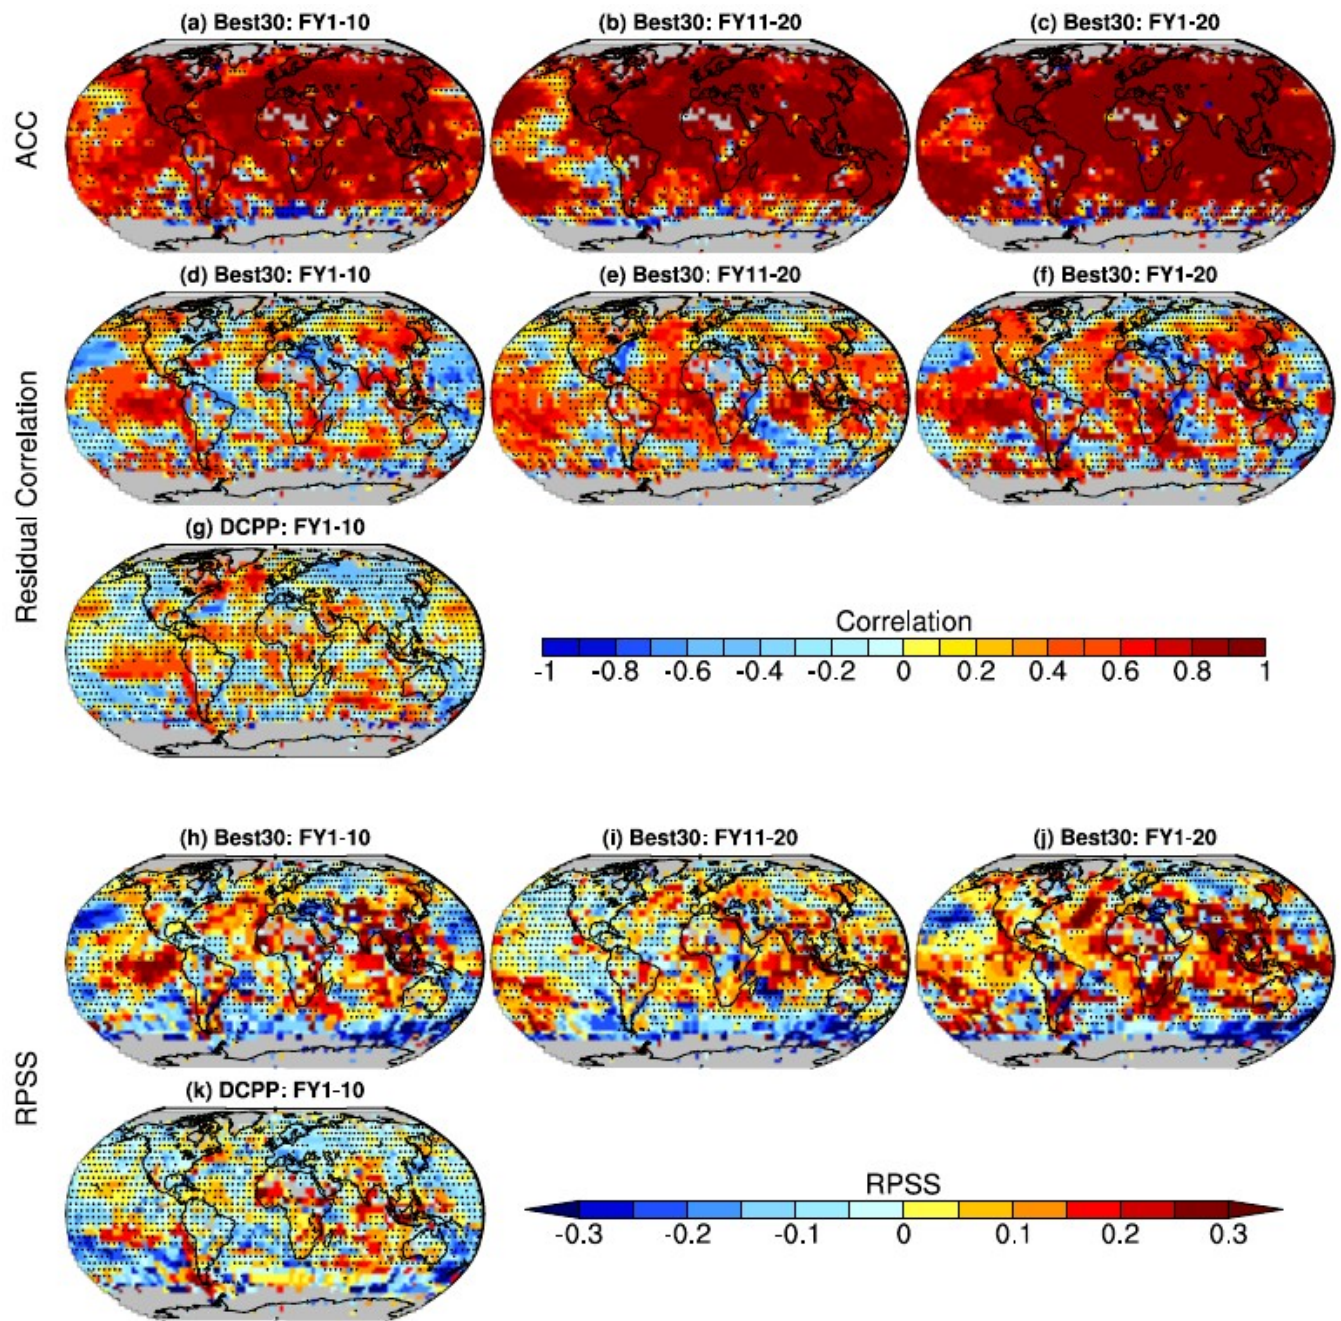 (a) Best30: FY1-10
(b) Best30: FY11-20
(c) Best30: FY1-20
ACC
(d) Best30: FY1-10
(e) Best30: FY11-20
(f) Best30: FY1-20
Residual Correlation
(g) DCPP: FY1-10
Correlation
-1 -0.8 -0.6 -0.4 -0.2 0 0.2 0.4 0.6 0.8 1
(h) Best30: FY1-10
(i) Best30: FY11-20
(j) Best30: FY1-20
RPSS
(k) DCPP: FY1-10
RPSS
-0.3 -0.2 -0.1 0 0.1 0.2 0.3